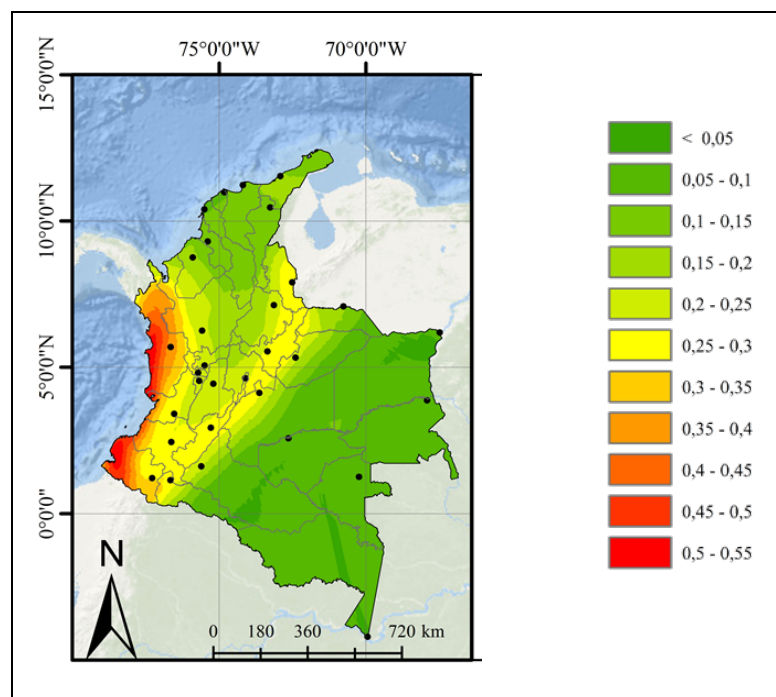 75°0'0"W 70°0'0"W
15°0'0"N
10°0'0"N
5°0'0"N
0°0'0"
N
0 180 360 720 km
< 0,05
0,05 - 0,1
0,1 - 0,15
0,15 - 0,2
0,2 - 0,25
0,25 - 0,3
0,3 - 0,35
0,35 - 0,4
0,4 - 0,45
0,45 - 0,5
0,5 - 0,55